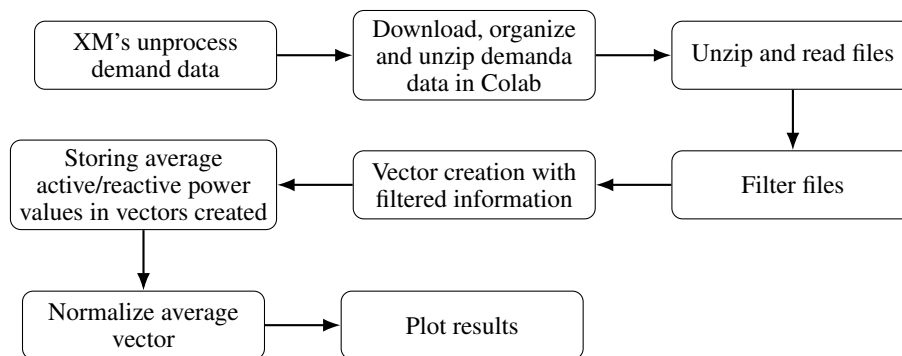 XM's unprocess
demand data
Download, organize
and unzip demanda
data in Colab
Unzip and read files
Storing average
active/reactive power
values in vectors created
Vector creation with
filtered information
Filter files
Normalize average
vector
Plot results